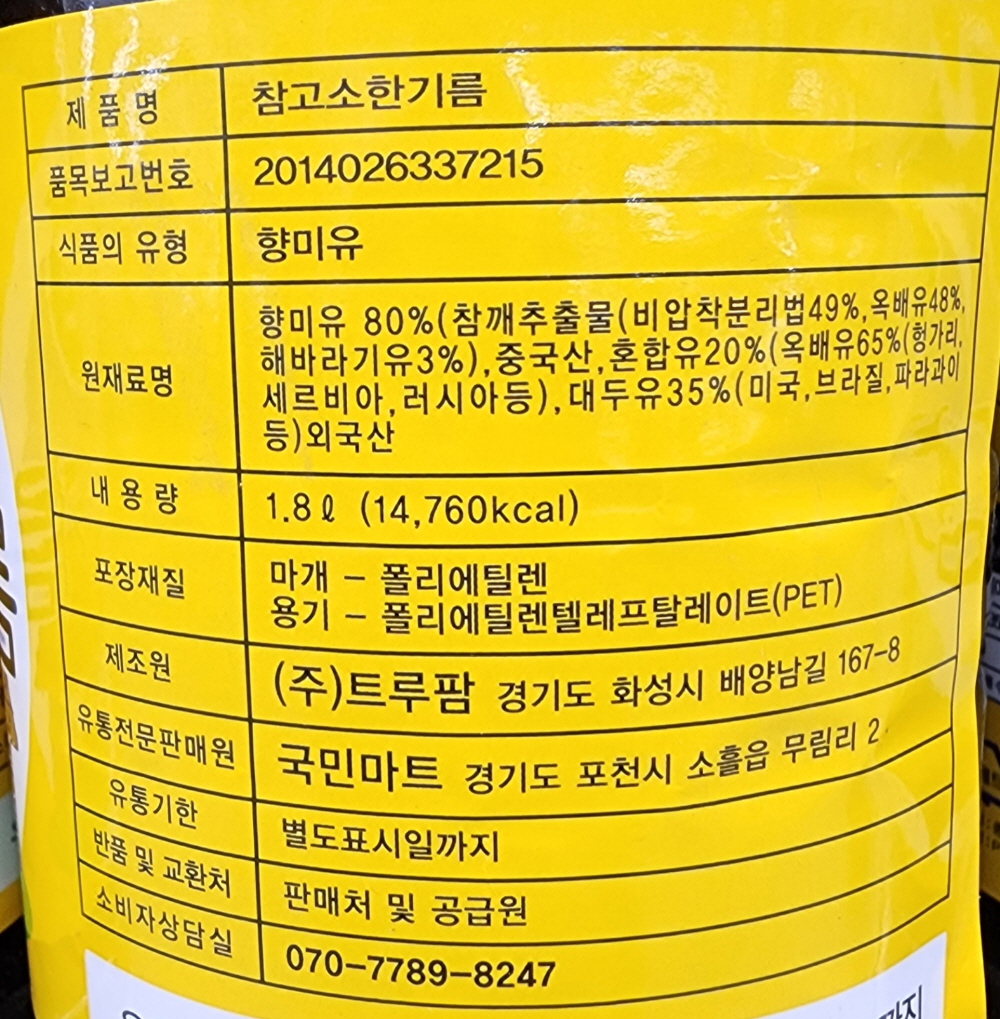 제 품 명 참고소한기름
품목보고번호 2014026337215
식품의 유형 향미유
원재료명 향미유 80%(참깨추출물(비압착분리법49%,옥배유48%,
해바라기유3%),중국산,혼합유20%(옥배유65%(헝가리,
세르비아,러시아등),대두유35%(미국,브라질,파라과이
등)외국산
내 용 량 1.8ℓ (14,760kcal)
포장재질 마개 – 폴리에틸렌
용기 – 폴리에틸렌텔레프탈레이트(PET)
제조원 (주)트루팜 경기도 화성시 배양남길 167-8
유통전문판매원 국민마트 경기도 포천시 소흘읍 무림리 2
유통기한 별도표시일까지
반품 및 교환처 판매처 및 공급원
소비자상담실 070-7789-8247